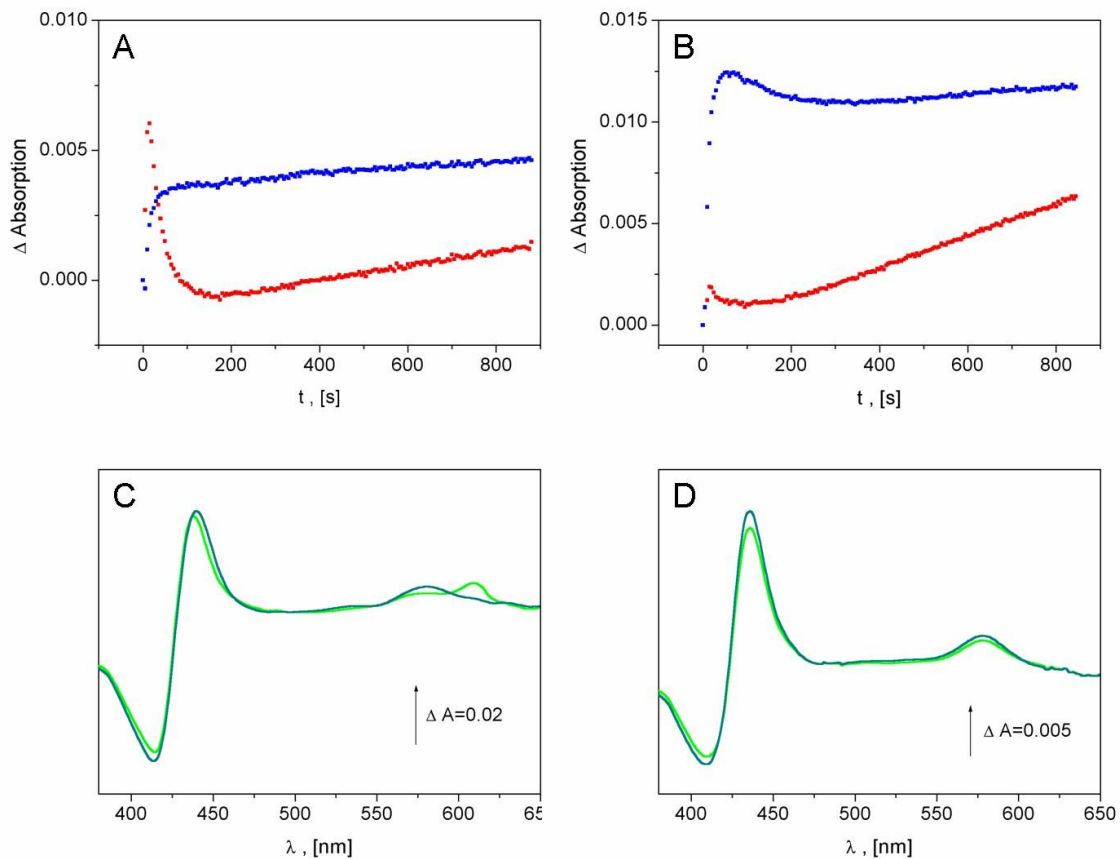 A
Δ Absorption
0.010
0.005
0.000
0 200 400 600 800
t , [s]
B
Δ Absorption
0.015
0.010
0.005
0.000
0 200 400 600 800
t , [s]
C
Δ A=0.02
400 450 500 550 600 650
λ , [nm]
D
Δ A=0.005
400 450 500 550 600 650
λ , [nm]